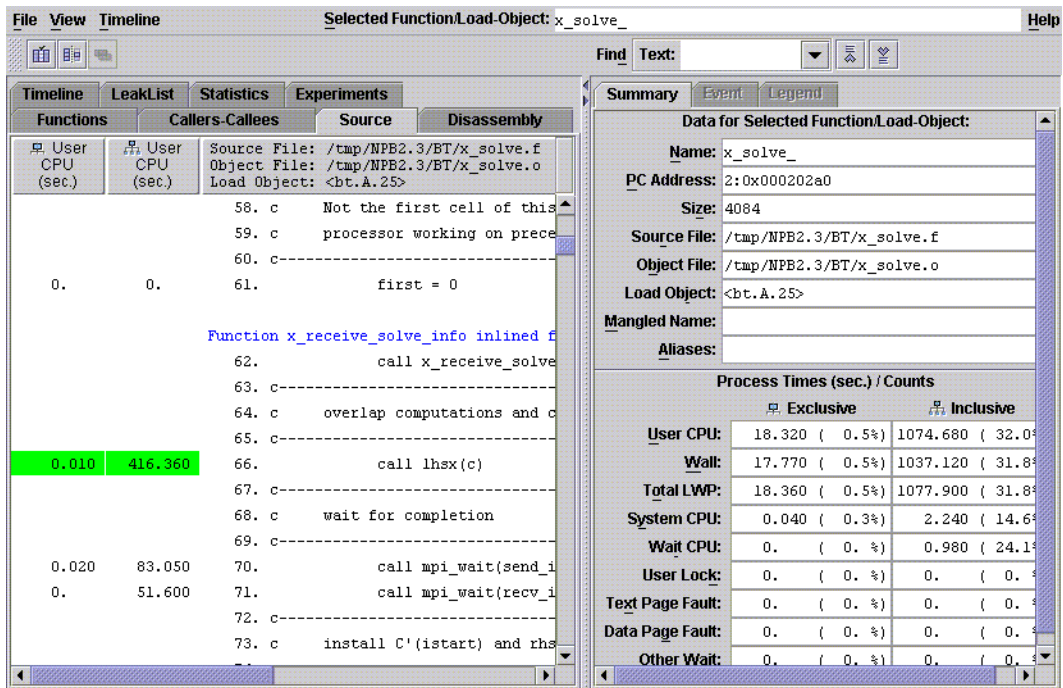 File View Timeline Selected Function/Load-Object: x_solve_ Help
Find Text:
Timeline LeakList Statistics Experiments
Functions Callers-Callees Source Disassembly
User CPU (sec.) User CPU (sec.)
Source File: /tmp/NPB2.3/BT/x_solve.f
Object File: /tmp/NPB2.3/BT/x_solve.o
Load Object: <bt.A.25>
58. c Not the first cell of this
59. c processor working on prece
60. c--------------------------------
0. 0. 61. first = 0
Function x_receive_solve_info inlined f
62. call x_receive_solve
63. c--------------------------------
64. c overlap computations and c
65. c--------------------------------
0.010 416.360 66. call lhsx(c)
67. c--------------------------------
68. c wait for completion
69. c--------------------------------
0.020 83.050 70. call mpi_wait(send_i
0. 51.600 71. call mpi_wait(recv_i
72. c--------------------------------
73. c install C'(istart) and rhs
Summary Event Legend
Data for Selected Function/Load-Object:
Name: x_solve_
PC Address: 2:0x000202a0
Size: 4084
Source File: /tmp/NPB2.3/BT/x_solve.f
Object File: /tmp/NPB2.3/BT/x_solve.o
Load Object: <bt.A.25>
Mangled Name:
Aliases:
Process Times (sec.) / Counts
Exclusive Inclusive
User CPU: 18.320 ( 0.5%) 1074.680 ( 32.0
Wall: 17.770 ( 0.5%) 1037.120 ( 31.8
Total LWP: 18.360 ( 0.5%) 1077.900 ( 31.8
System CPU: 0.040 ( 0.3%) 2.240 ( 14.6
Wait CPU: 0. ( 0. %) 0.980 ( 24.1
User Lock: 0. ( 0. %) 0. ( 0.
Text Page Fault: 0. ( 0. %) 0. ( 0.
Data Page Fault: 0. ( 0. %) 0. ( 0.
Other Wait: 0. ( 0. %) 0. ( 0.